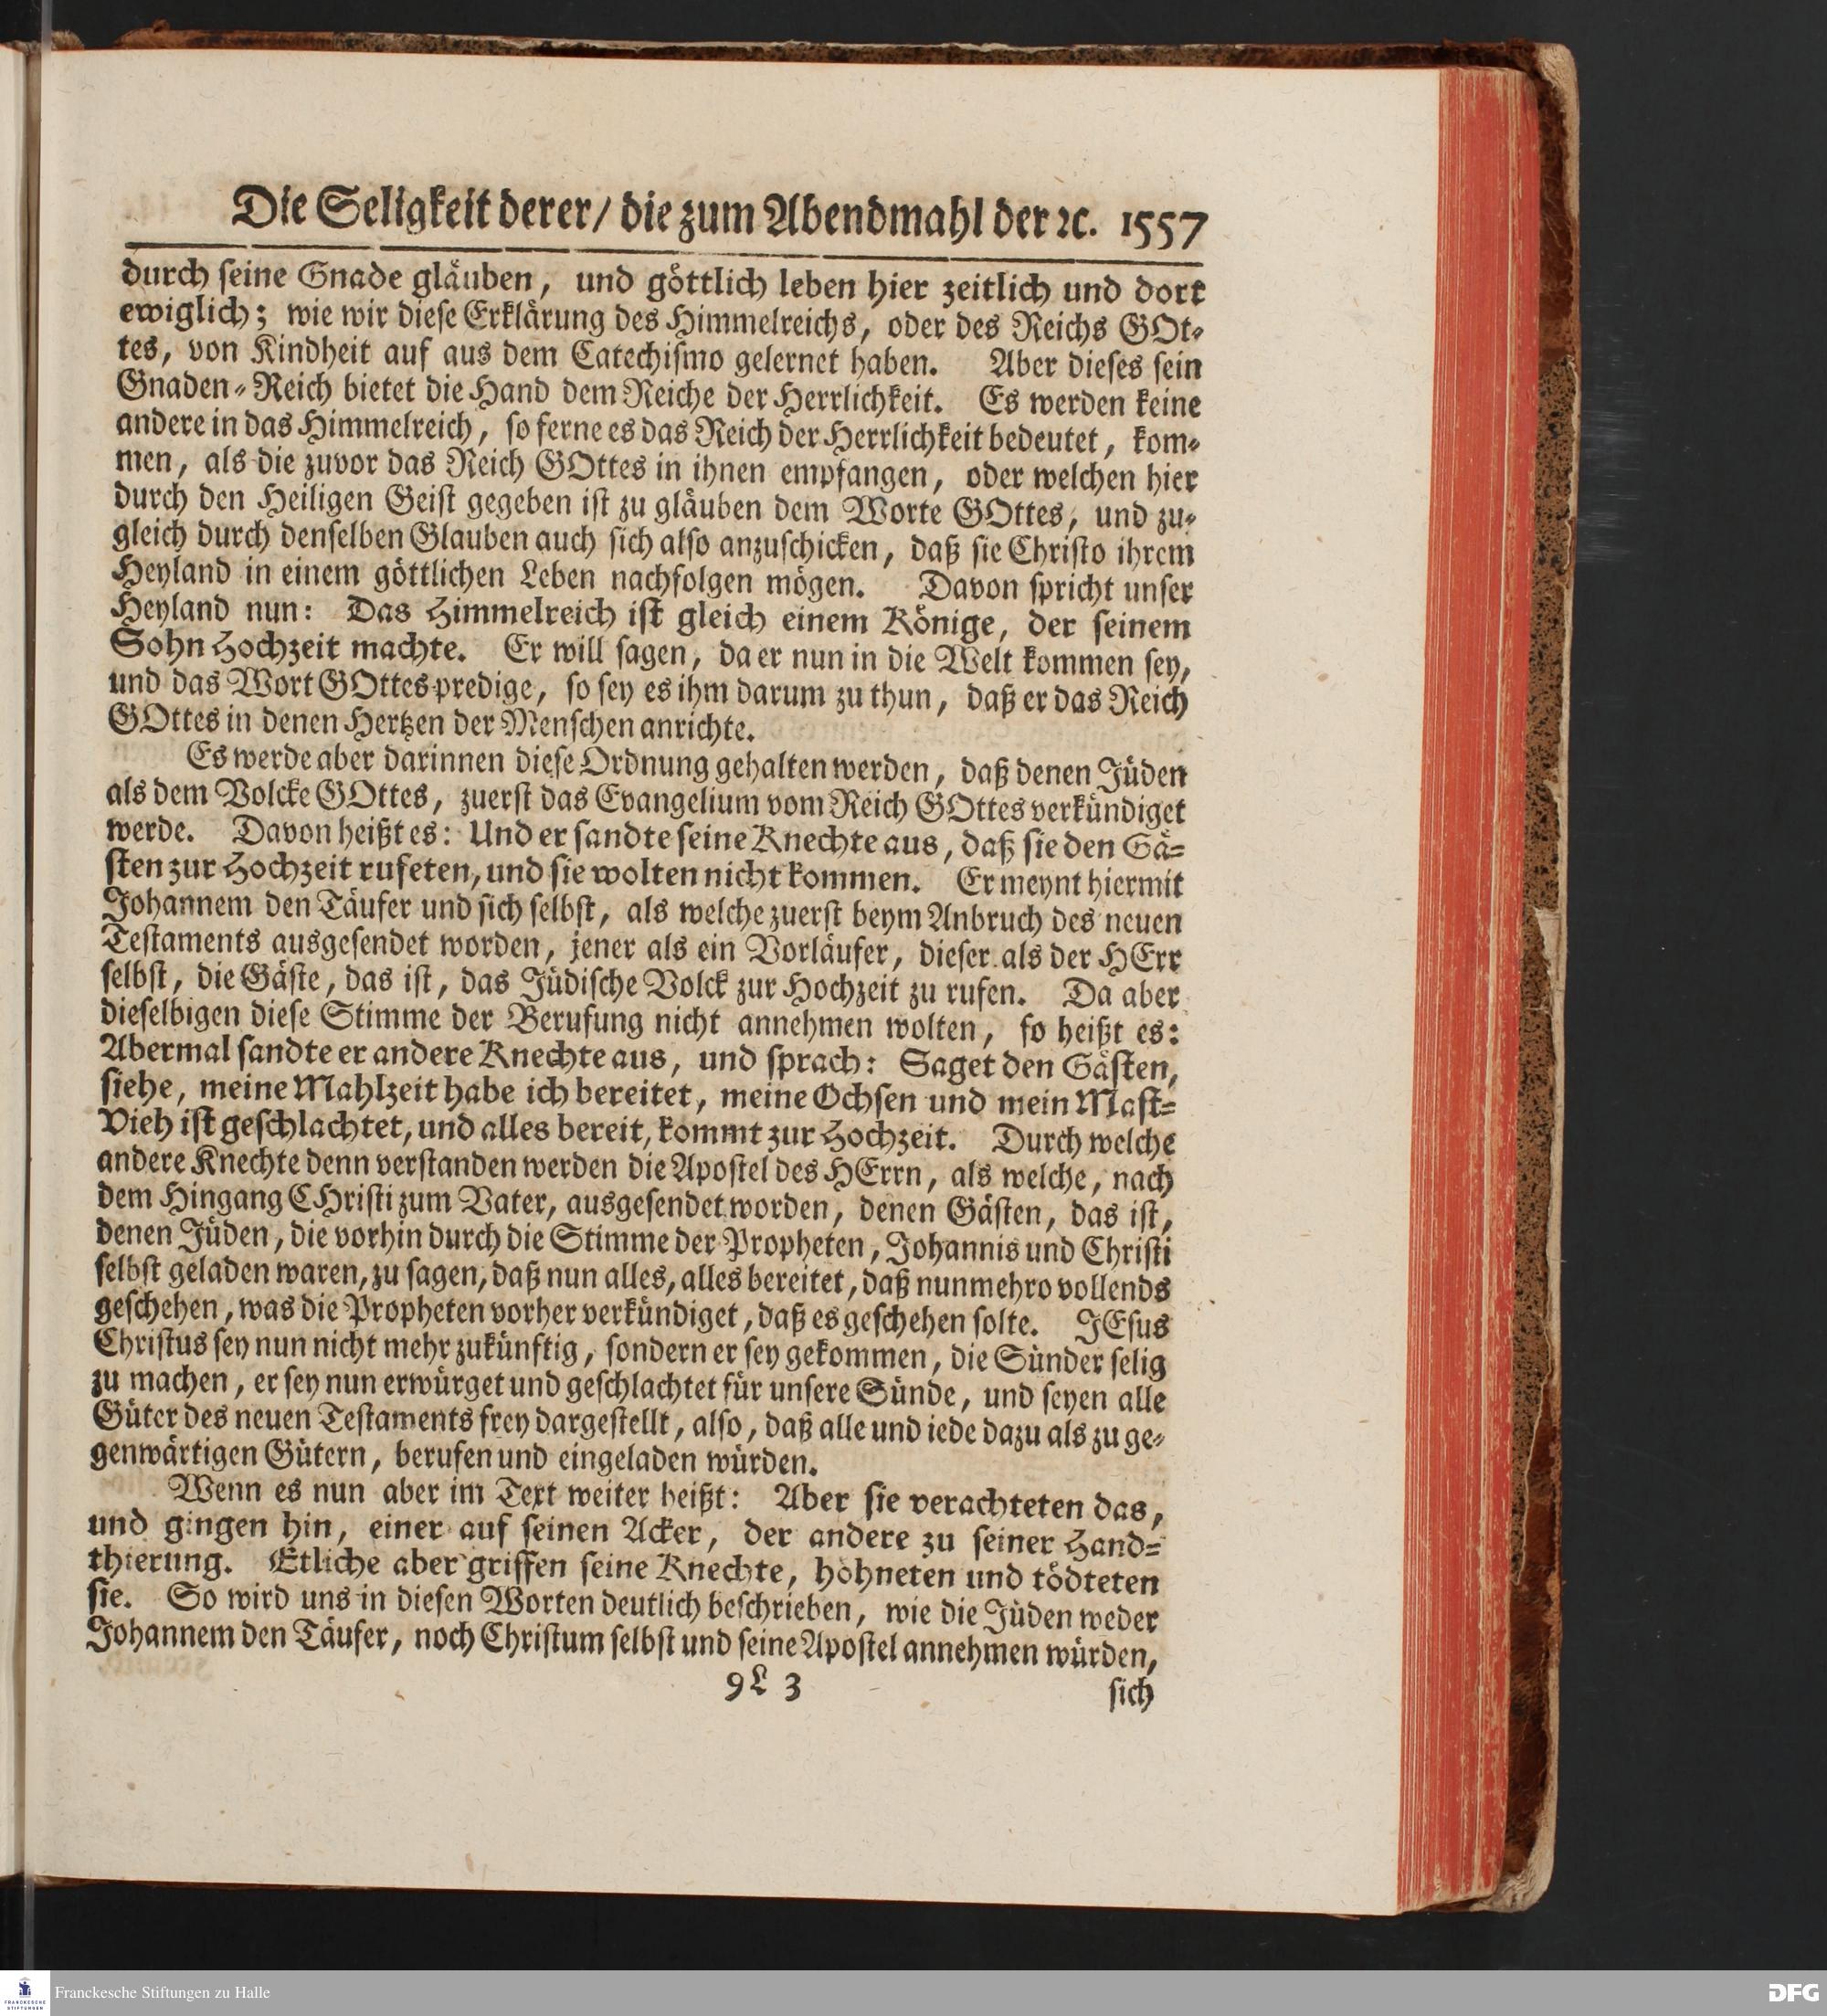 Die Seligkeit derer/ die zum Abendmahl der ꝛc. 1557
durch seine Gnade gläuben, und göttlich leben hier zeitlich und dort
ewiglich; wie wir diese Erklärung des Himmelreichs, oder des Reichs GOt-
tes, von Kindheit auf aus dem Catechismo gelernet haben. Aber dieses sein
Gnaden-Reich bietet die Hand dem Reiche der Herrlichkeit. Es werden keine
andere in das Himmelreich, so ferne es das Reich der Herrlichkeit bedeutet, kom-
men, als die zuvor das Reich GOttes in ihnen empfangen, oder welchen hier
durch den Heiligen Geist gegeben ist zu gläuben dem Worte GOttes, und zu-
gleich durch denselben Glauben auch sich also anzuschicken, daß sie Christo ihrem
Heyland in einem göttlichen Leben nachfolgen mögen. Davon spricht unser
Heyland nun: Das Himmelreich ist gleich einem Könige, der seinem
Sohn Hochzeit machte. Er will sagen, da er nun in die Welt kommen sey,
und das Wort GOttes predige, so sey es ihm darum zu thun, daß er das Reich
GOttes in denen Hertzen der Menschen anrichte.
Es werde aber darinnen diese Ordnung gehalten werden, daß denen Jüden
als dem Volcke GOttes, zuerst das Evangelium vom Reich GOttes verkündiget
werde. Davon heißt es: Und er sandte seine Knechte aus, daß sie den Gä-
sten zur Hochzeit rufeten, und sie wolten nicht kommen. Er meynt hiermit
Johannem den Täufer und sich selbst, als welche zuerst beym Anbruch des neuen
Testaments ausgesendet worden, jener als ein Vorläufer, dieser als der HErr
selbst, die Gäste, das ist, das Jüdische Volck zur Hochzeit zu rufen. Da aber
dieselbigen diese Stimme der Berufung nicht annehmen wolten, so heißt es:
Abermal sandte er andere Knechte aus, und sprach: Saget den Gästen,
siehe, meine Mahlzeit habe ich bereitet, meine Ochsen und mein Mast-
Vieh ist geschlachtet, und alles bereit, kommt zur Hochzeit. Durch welche
andere Knechte denn verstanden werden die Apostel des HErrn, als welche, nach
dem Hingang CHristi zum Vater, ausgesendet worden, denen Gästen, das ist,
denen Jüden, die vorhin durch die Stimme der Propheten, Johannis und Christi
selbst geladen waren, zu sagen, daß nun alles, alles bereitet, daß nunmehro vollends
geschehen, was die Propheten vorher verkündiget, daß es geschehen solte. JEsus
Christus sey nun nicht mehr zukünftig, sondern er sey gekommen, die Sünder selig
zu machen, er sey nun erwürget und geschlachtet für unsere Sünde, und seyen alle
Güter des neuen Testaments frey dargestellt, also, daß alle und iede dazu als zu ge-
genwärtigen Gütern, berufen und eingeladen würden.
Wenn es nun aber im Text weiter heißt: Aber sie verachteten das,
und gingen hin, einer auf seinen Acker, der andere zu seiner Hand-
thierung. Etliche aber griffen seine Knechte, höhneten und tödteten
sie. So wird uns in diesen Worten deutlich beschrieben, wie die Jüden weder
Johannem den Täufer, noch Christum selbst und seine Apostel annehmen würden,
9L 3 sich
FRANCKESCHE STIFTUNGEN
Franckesche Stiftungen zu Halle
DFG